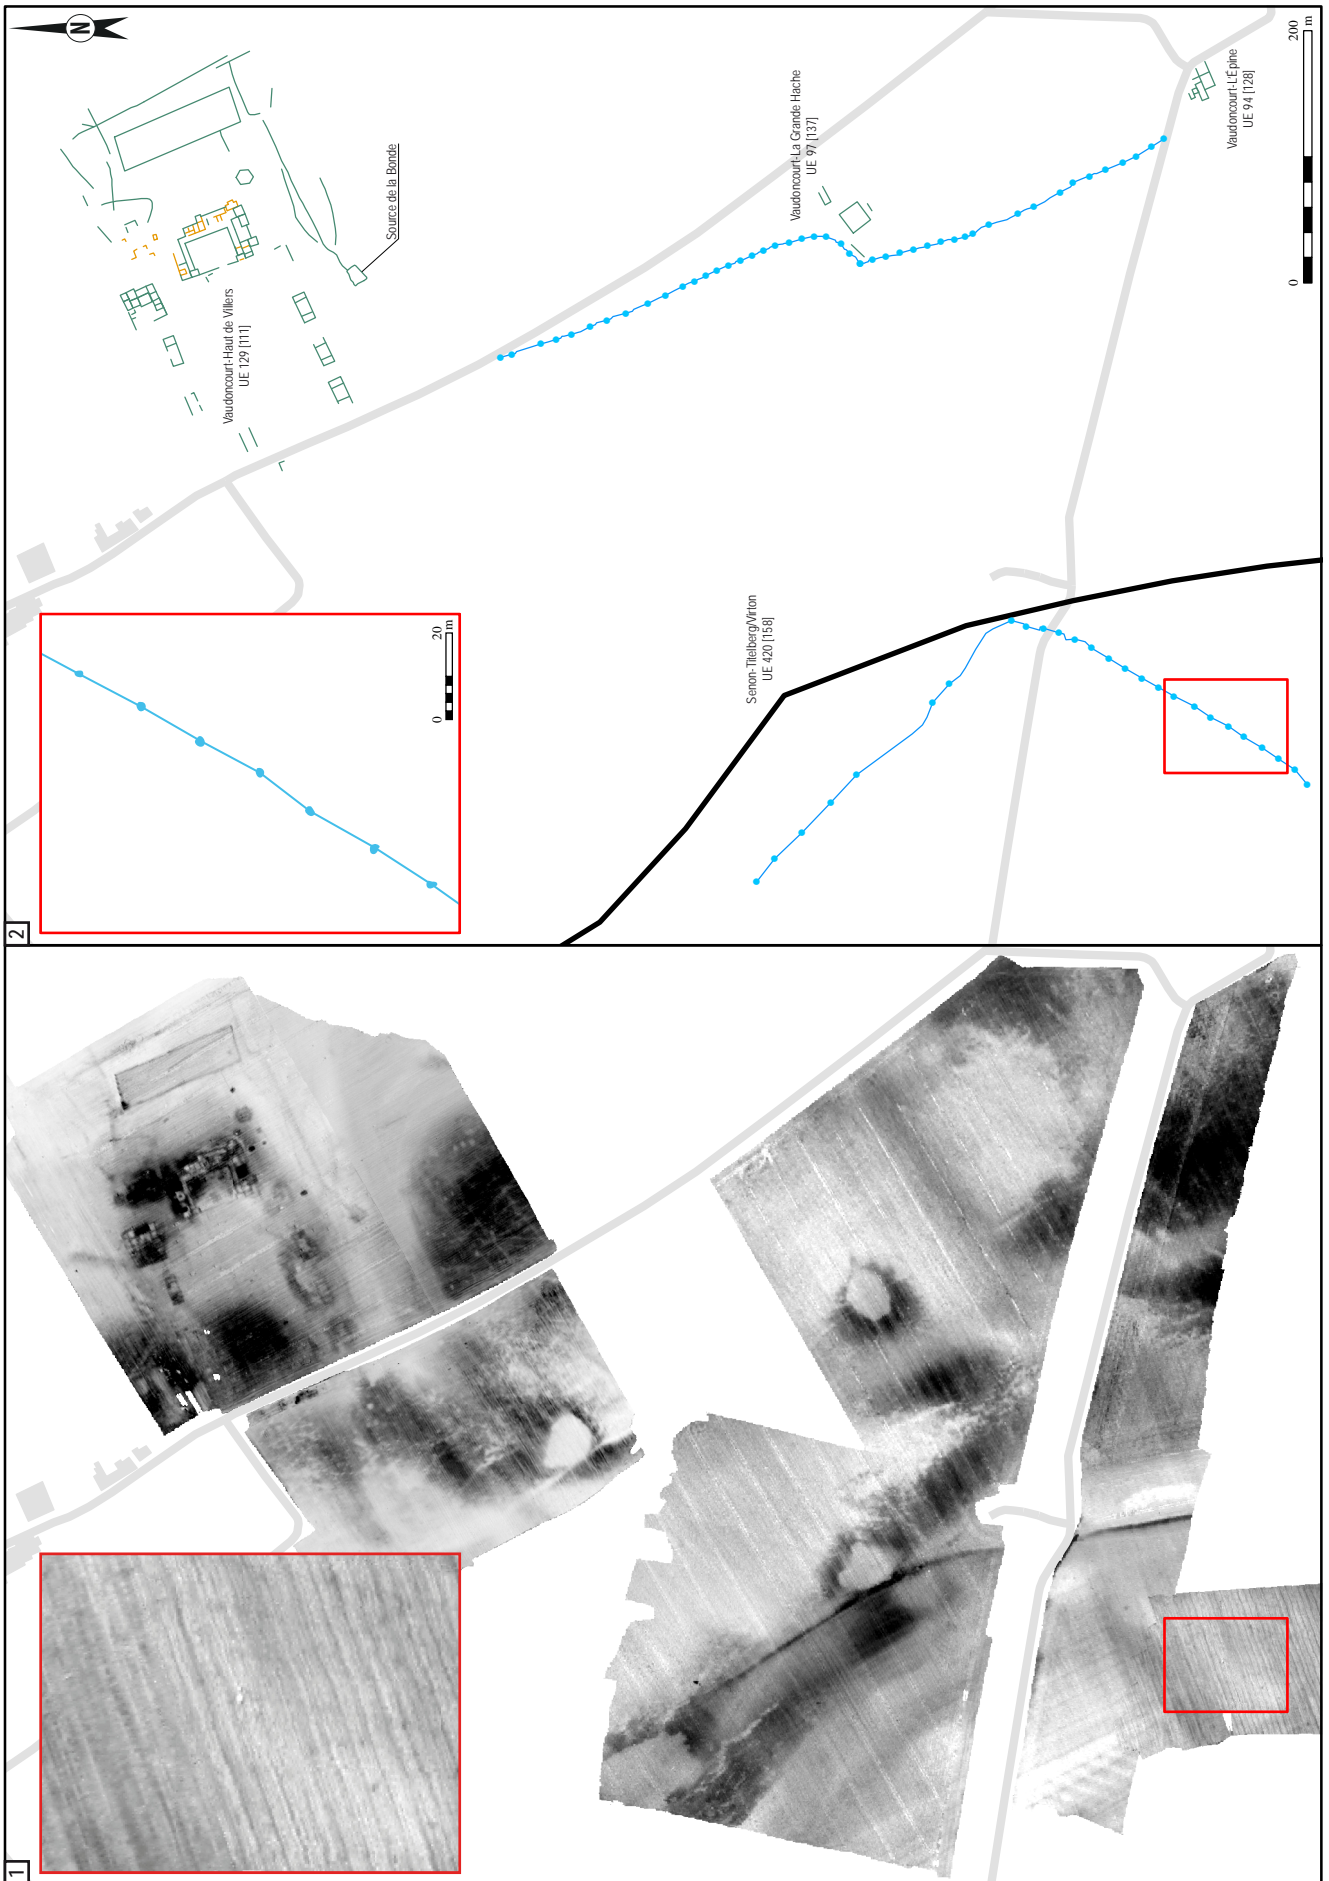 1
2
N
Vaudoncourt-Haut de Villers
UE 129 [111]
Source de la Bonde
Vaudoncourt-La Grande Hache
UE 97 [137]
Vaudoncourt-L'Épine
UE 94 [128]
Senon-Titelberg/Virton
UE 420 [158]
0 20 m
0 200 m